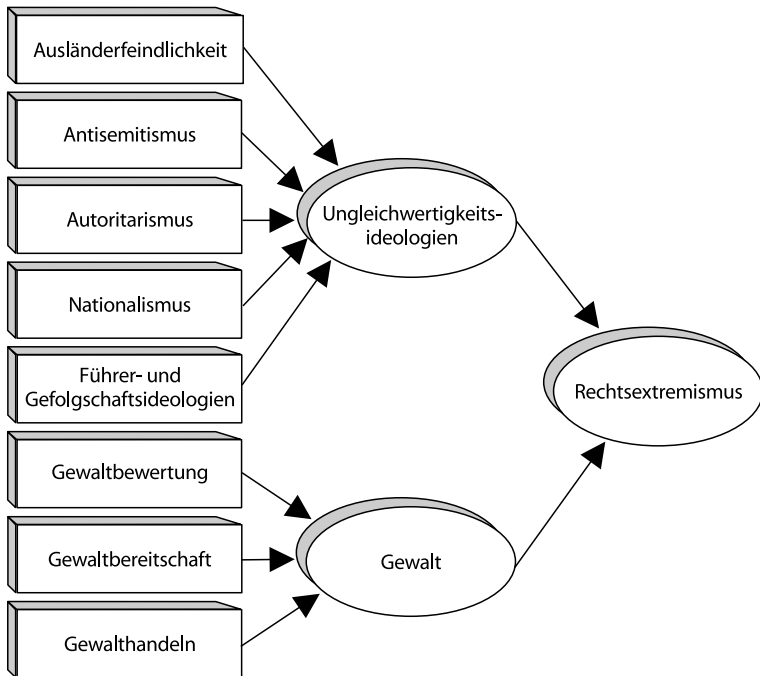 Ausländerfeindlichkeit
Antisemitismus
Autoritarismus
Nationalismus
Führer- und
Gefolgschaftsideologien
Gewaltbewertung
Gewaltbereitschaft
Gewalthandeln
Ungleichwertigkeits-
ideologien
Gewalt
Rechtsextremismus